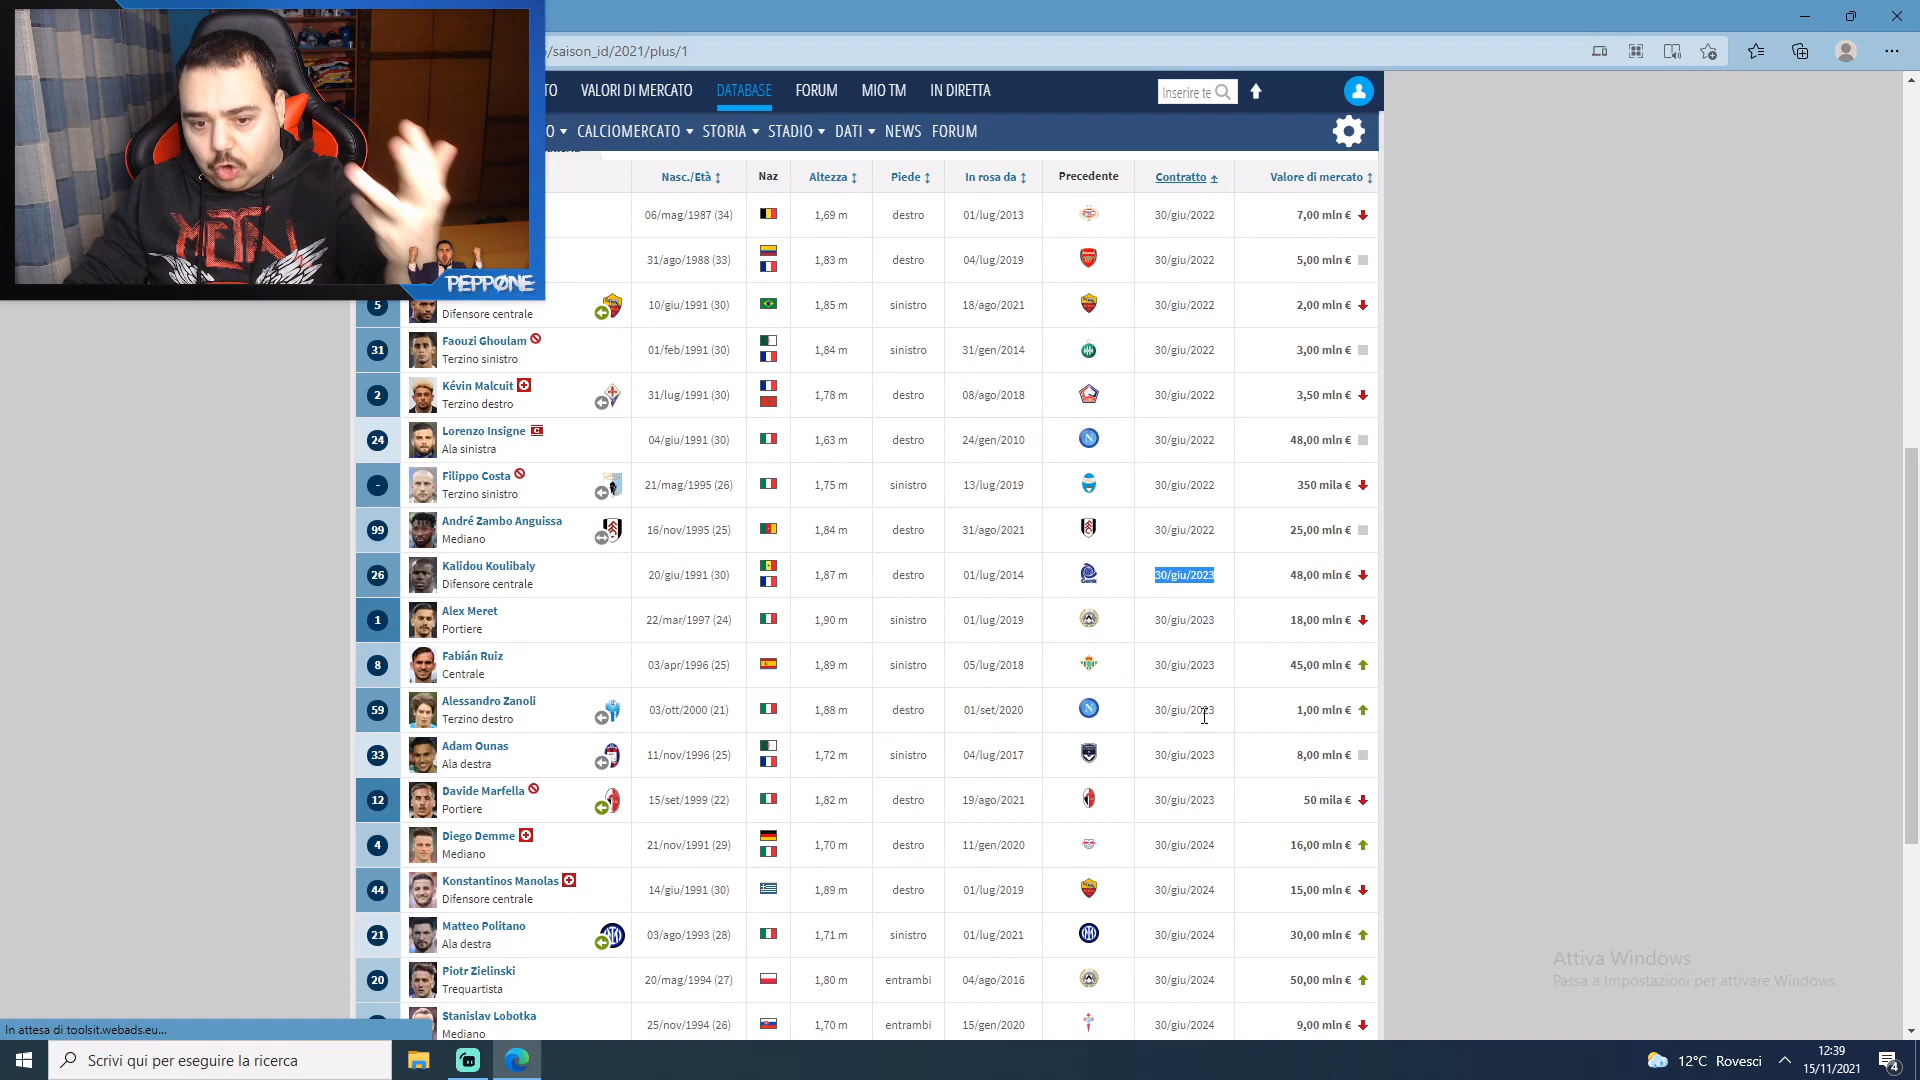 /saison_id/2021/plus/1
TO VALORI DI MERCATO DATABASE FORUM MIO TM IN DIRETTA Inserire te
O CALCIOMERCATO STORIA STADIO DATI NEWS FORUM
Nasc./Età Naz Altezza Piede In rosa da Precedente Contratto Valore di mercato
06/mag/1987 (34) 1,69 m destro 01/lug/2013 30/giu/2022 7,00 mln €
31/ago/1988 (33) 1,83 m destro 04/lug/2019 30/giu/2022 5,00 mln €
5 Difensore centrale 10/giu/1991 (30) 1,85 m sinistro 18/ago/2021 30/giu/2022 2,00 mln €
31 Faouzi Ghoulam 01/feb/1991 (30) 1,84 m sinistro 31/gen/2014 30/giu/2022 3,00 mln €
Terzino sinistro
2 Kévin Malcuit 31/lug/1991 (30) 1,78 m destro 08/ago/2018 30/giu/2022 3,50 mln €
Terzino destro
24 Lorenzo Insigne 04/giu/1991 (30) 1,63 m destro 24/gen/2010 30/giu/2022 48,00 mln €
Ala sinistra
- Filippo Costa 21/mag/1995 (26) 1,75 m sinistro 13/lug/2019 30/giu/2022 350 mila €
Terzino sinistro
99 André Zambo Anguissa 16/nov/1995 (25) 1,84 m destro 31/ago/2021 30/giu/2022 25,00 mln €
Mediano
26 Kalidou Koulibaly 20/giu/1991 (30) 1,87 m destro 01/lug/2014 30/giu/2023 48,00 mln €
Difensore centrale
1 Alex Meret 22/mar/1997 (24) 1,90 m sinistro 01/lug/2019 30/giu/2023 18,00 mln €
Portiere
8 Fabián Ruiz 03/apr/1996 (25) 1,89 m sinistro 05/lug/2018 30/giu/2023 45,00 mln €
Centrale
59 Alessandro Zanoli 03/ott/2000 (21) 1,88 m destro 01/set/2020 30/giu/2023 1,00 mln €
Terzino destro
33 Adam Ounas 11/nov/1996 (25) 1,72 m sinistro 04/lug/2017 30/giu/2023 8,00 mln €
Ala destra
12 Davide Marfella 15/set/1999 (22) 1,82 m destro 19/ago/2021 30/giu/2023 50 mila €
Portiere
4 Diego Demme 21/nov/1991 (29) 1,70 m destro 11/gen/2020 30/giu/2024 16,00 mln €
Mediano
44 Konstantinos Manolas 14/giu/1991 (30) 1,89 m destro 01/lug/2019 30/giu/2024 15,00 mln €
Difensore centrale
21 Matteo Politano 03/ago/1993 (28) 1,71 m sinistro 01/lug/2021 30/giu/2024 30,00 mln €
Ala destra
20 Piotr Zielinski 20/mag/1994 (27) 1,80 m entrambi 04/ago/2016 30/giu/2024 50,00 mln €
Trequartista
Stanislav Lobotka 25/nov/1994 (26) 1,70 m entrambi 15/gen/2020 30/giu/2024 9,00 mln €
Mediano
PEPPONE
Attiva Windows
Passa a Impostazioni per attivare Windows.
In attesa di toolsit.webads.eu...
Scrivi qui per eseguire la ricerca
12°C Rovesci
12:39
15/11/2021
4